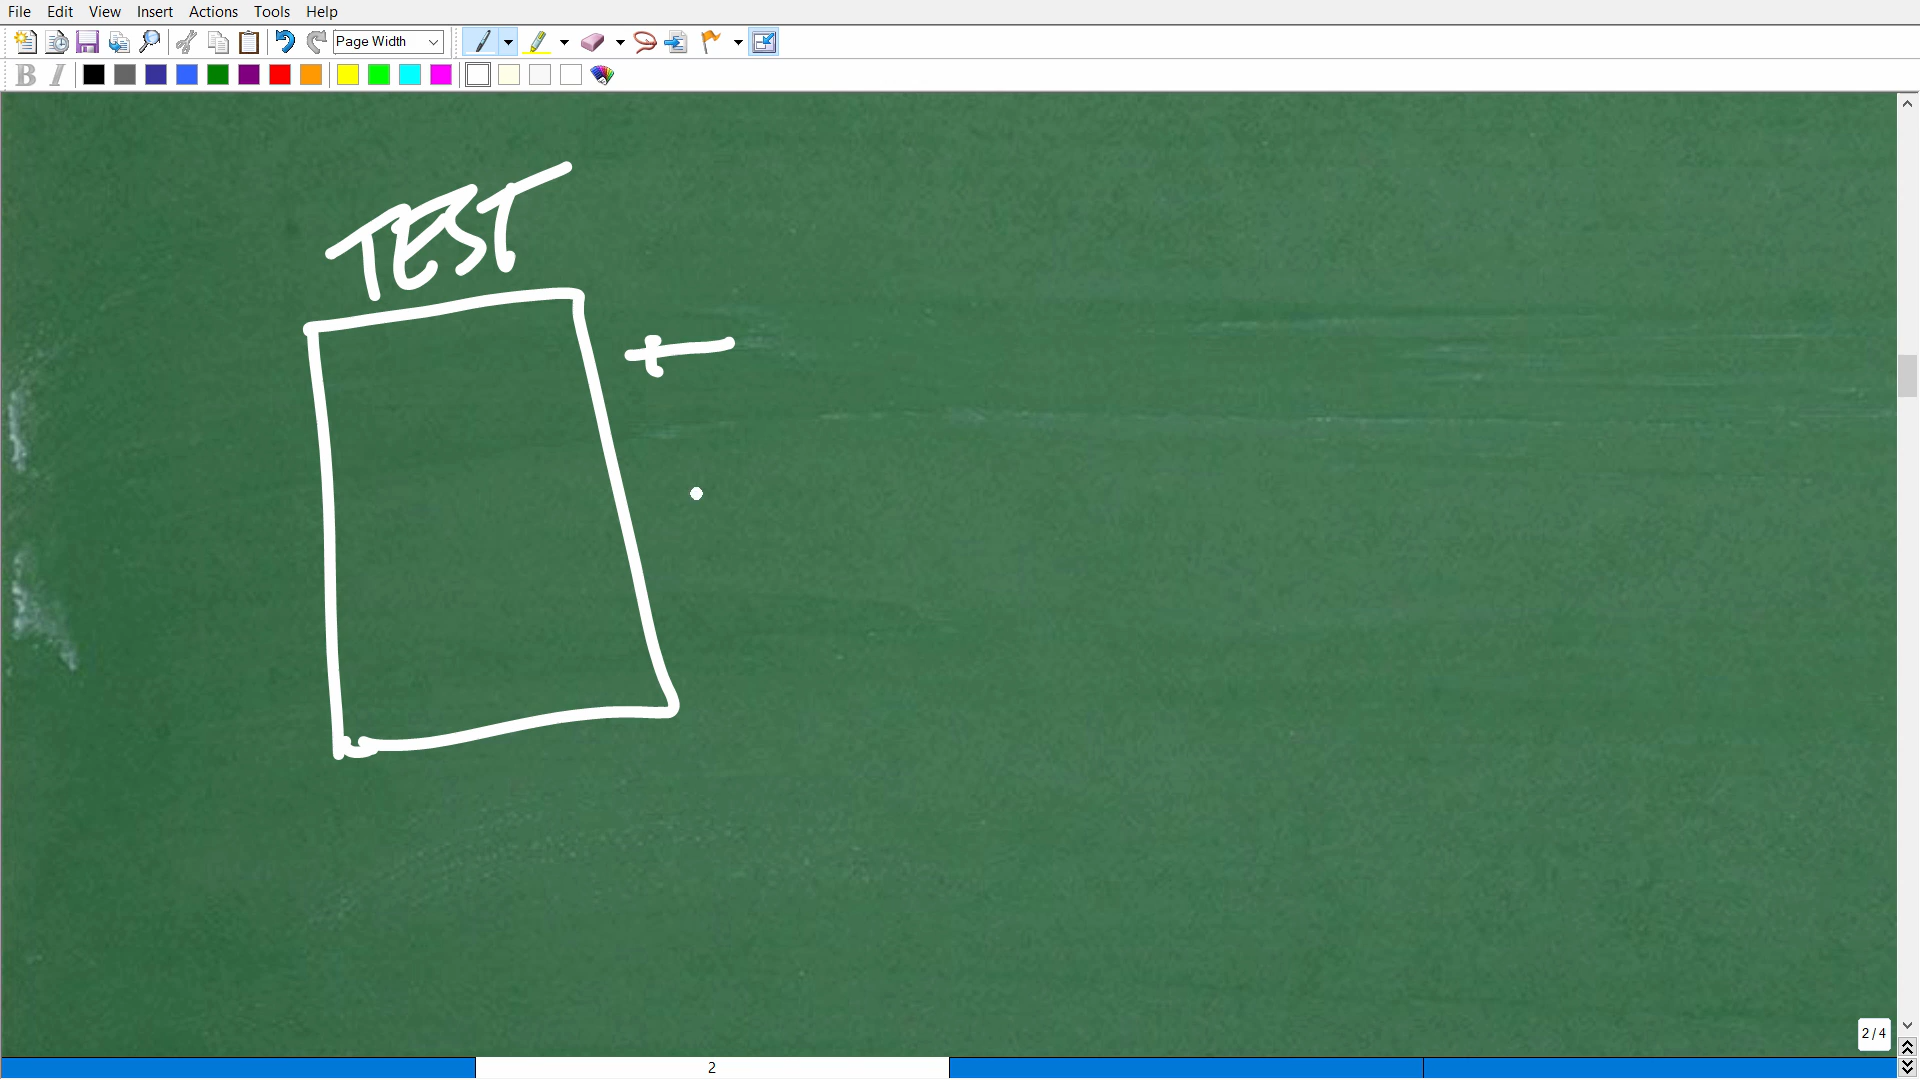 File Edit View Insert Actions Tools Help
Page Width
B I
TEST
2 / 4
2